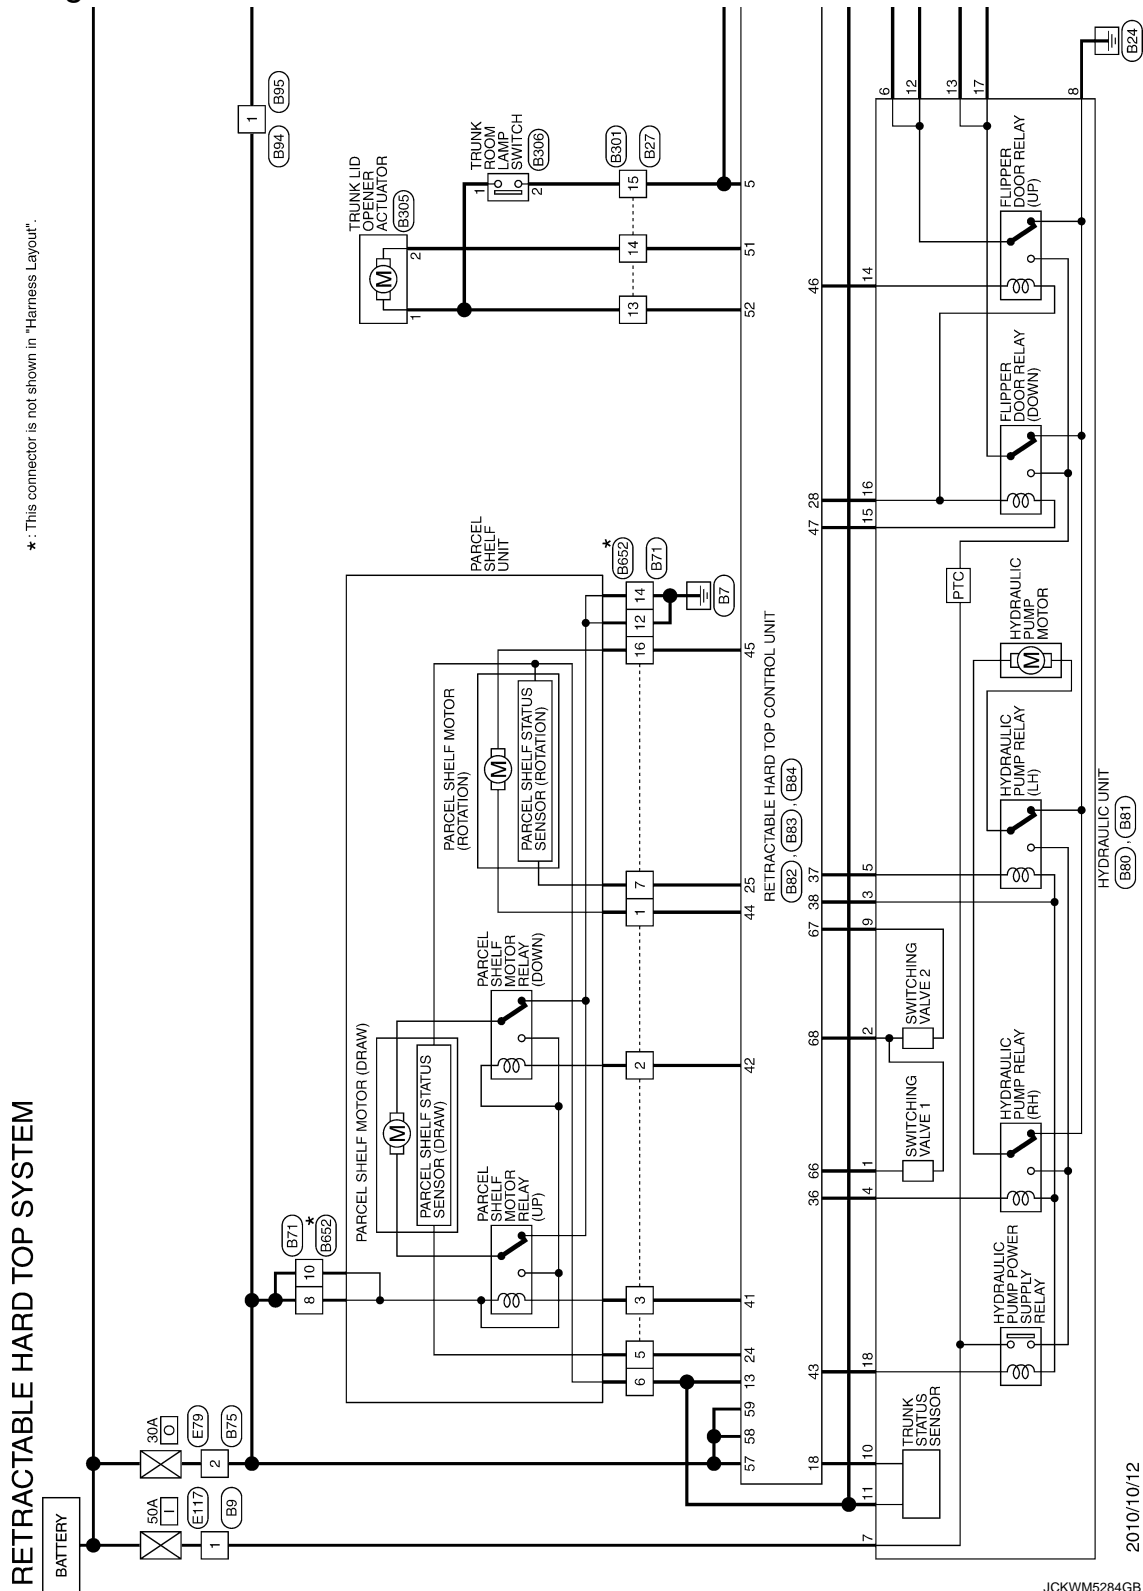 RETRACTABLE HARD TOP SYSTEM
★ : This connector is not shown in "Harness Layout".
BATTERY
50A
I
E117
1
B9
30A
O
E79
2
B75
B94
1
B95
B71
★
B652
8
10
PARCEL SHELF MOTOR (DRAW)
M
PARCEL SHELF STATUS
SENSOR (DRAW)
PARCEL
SHELF
MOTOR
RELAY
(UP)
PARCEL
SHELF
MOTOR
RELAY
(DOWN)
PARCEL SHELF MOTOR
(ROTATION)
M
PARCEL SHELF STATUS
SENSOR (ROTATION)
PARCEL
SHELF
UNIT
★
B652
B71
6
5
3
2
1
7
16
12
14
B7
TRUNK LID
OPENER
ACTUATOR
B305
M
1
2
TRUNK
ROOM
LAMP
SWITCH
B306
1
2
B301
B27
13
14
15
57
58
59
13
24
41
42
44
25
45
52
51
5
RETRACTABLE HARD TOP CONTROL UNIT
B82 , B83 , B84
18
43
36
66
68
67
38
37
47
28
46
7
11
10
18
4
1
2
9
3
5
15
16
14
6
12
13
17
8
B24
TRUNK
STATUS
SENSOR
HYDRAULIC
PUMP POWER
SUPPLY
RELAY
HYDRAULIC
PUMP RELAY
(RH)
SWITCHING
VALVE 1
SWITCHING
VALVE 2
HYDRAULIC
PUMP RELAY
(LH)
HYDRAULIC
PUMP
MOTOR
M
PTC
FLIPPER
DOOR RELAY
(DOWN)
FLIPPER
DOOR RELAY
(UP)
HYDRAULIC UNIT
B80 , B81
2010/10/12
JCKWM5284GB